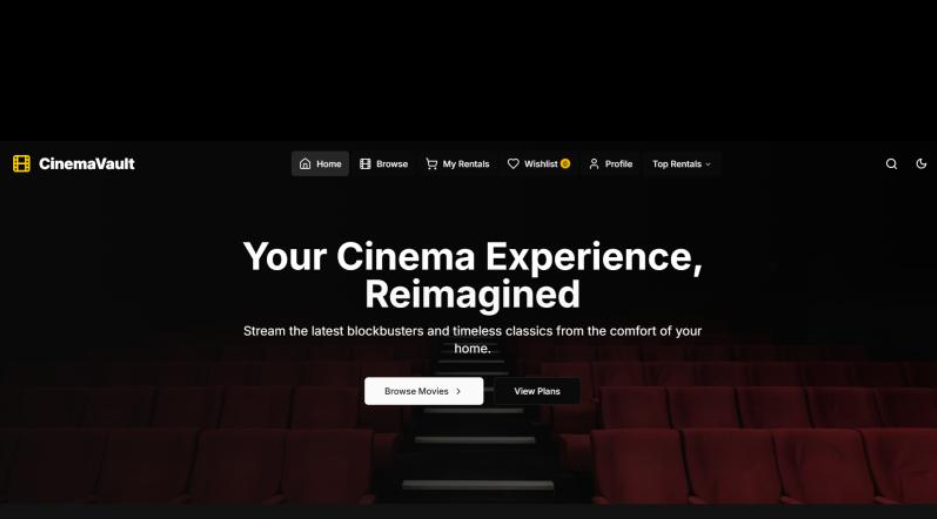 CinemaVault
Home
Browse
My Rentals
Wishlist 0
Profile
Top Rentals
Your Cinema Experience,
Reimagined
Stream the latest blockbusters and timeless classics from the comfort of your
home.
Browse Movies
View Plans